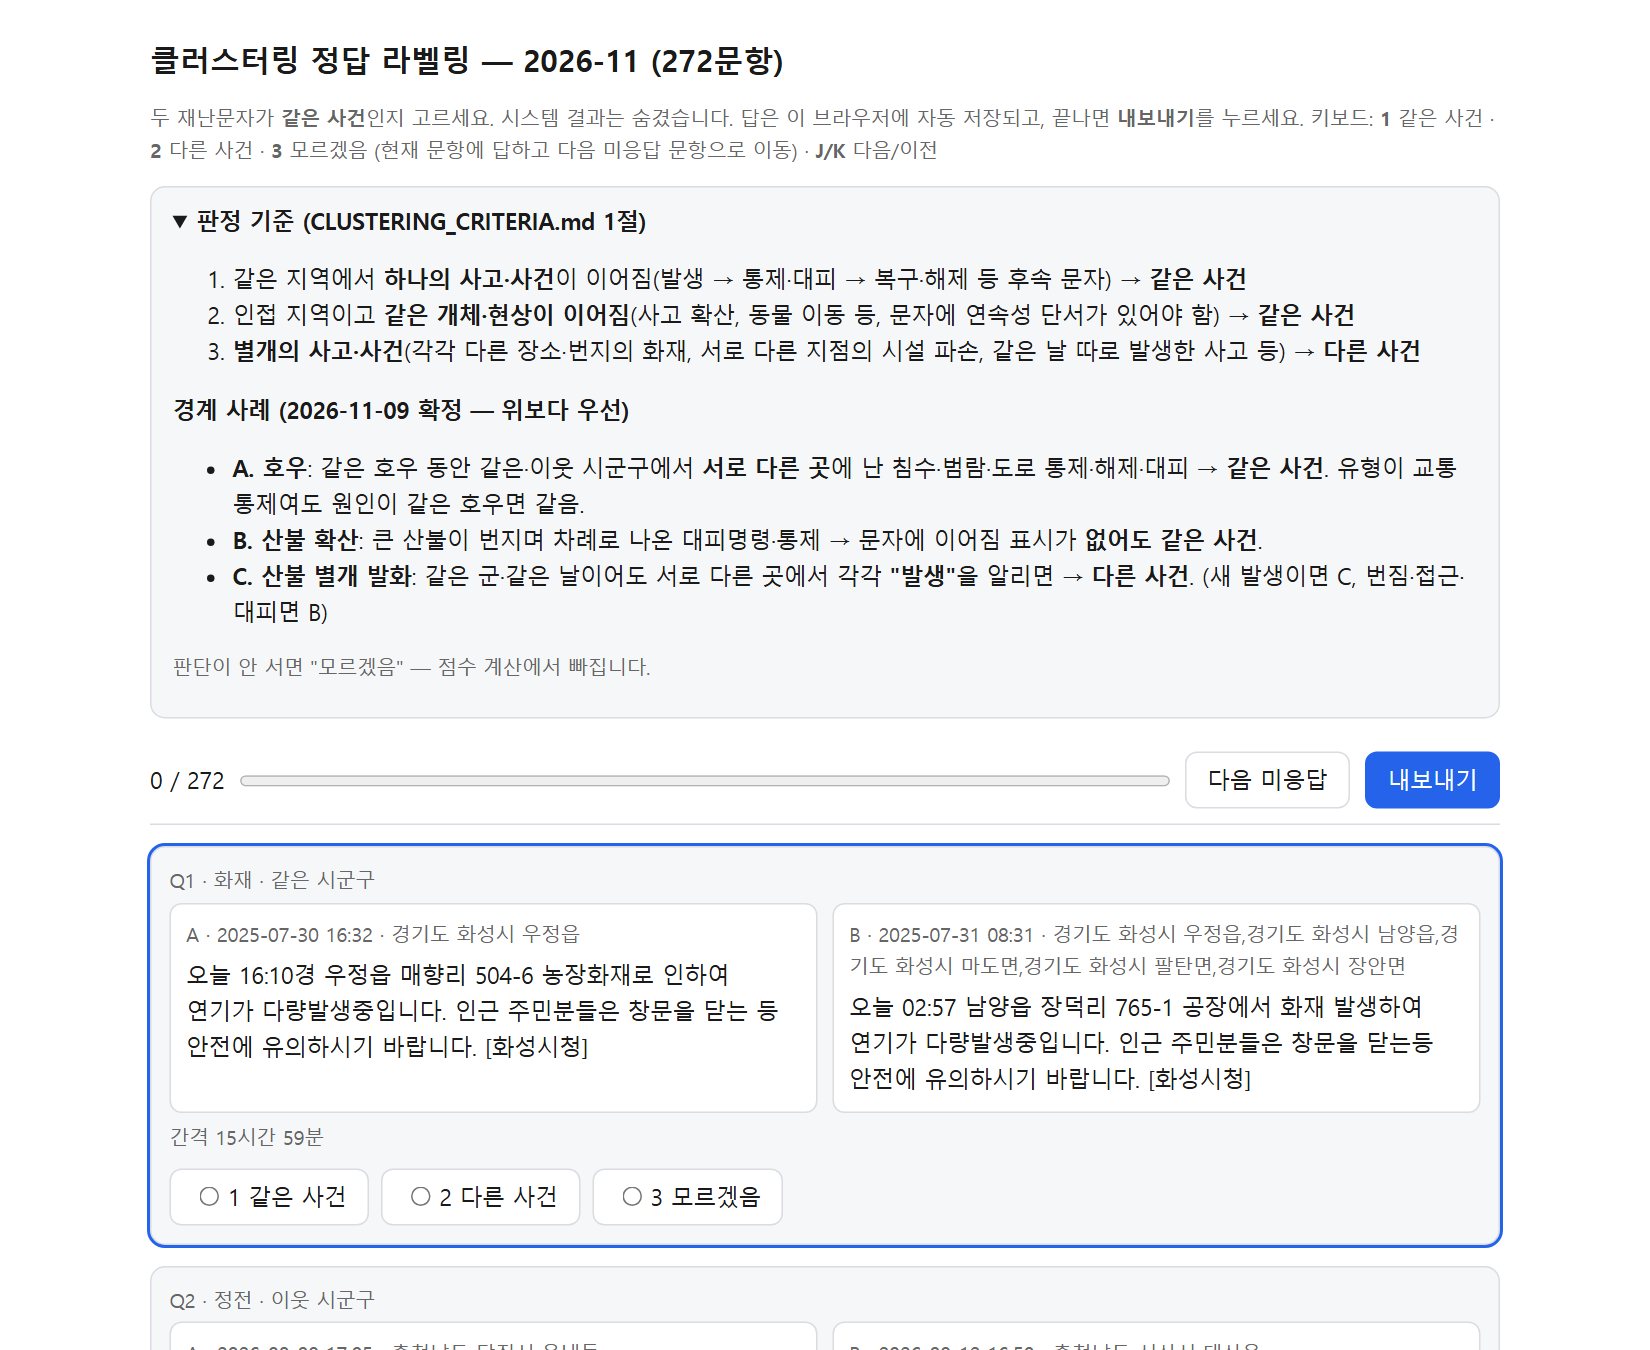 클러스터링 정답 라벨링 — 2026-11 (272문항)
두 재난문자가 같은 사건인지 고르세요. 시스템 결과는 숨겼습니다. 답은 이 브라우저에 자동 저장되고, 끝나면 내보내기를 누르세요. 키보드: 1 같은 사건 ·
2 다른 사건 · 3 모르겠음 (현재 문항에 답하고 다음 미응답 문항으로 이동) · J/K 다음/이전
▼ 판정 기준 (CLUSTERING_CRITERIA.md 1절)
1. 같은 지역에서 하나의 사고·사건이 이어짐(발생 → 통제·대피 → 복구·해제 등 후속 문자) → 같은 사건
2. 인접 지역이고 같은 개체·현상이 이어짐(사고 확산, 동물 이동 등, 문자에 연속성 단서가 있어야 함) → 같은 사건
3. 별개의 사고·사건(각각 다른 장소·번지의 화재, 서로 다른 지점의 시설 파손, 같은 날 따로 발생한 사고 등) → 다른 사건
경계 사례 (2026-11-09 확정 — 위보다 우선)
• A. 호우: 같은 호우 동안 같은·이웃 시군구에서 서로 다른 곳에 난 침수·범람·도로 통제·해제·대피 → 같은 사건. 유형이 교통
통제여도 원인이 같은 호우면 같음.
• B. 산불 확산: 큰 산불이 번지며 차례로 나온 대피명령·통제 → 문자에 이어짐 표시가 없어도 같은 사건.
• C. 산불 별개 발화: 같은 군·같은 날이어도 서로 다른 곳에서 각각 "발생"을 알리면 → 다른 사건. (새 발생이면 C, 번짐·접근·
대피면 B)
판단이 안 서면 "모르겠음" — 점수 계산에서 빠집니다.
0 / 272
다음 미응답
내보내기
Q1 · 화재 · 같은 시군구
A · 2025-07-30 16:32 · 경기도 화성시 우정읍
오늘 16:10경 우정읍 매향리 504-6 농장화재로 인하여
연기가 다량발생중입니다. 인근 주민분들은 창문을 닫는 등
안전에 유의하시기 바랍니다. [화성시청]
B · 2025-07-31 08:31 · 경기도 화성시 우정읍,경기도 화성시 남양읍,경
기도 화성시 마도면,경기도 화성시 팔탄면,경기도 화성시 장안면
오늘 02:57 남양읍 장덕리 765-1 공장에서 화재 발생하여
연기가 다량발생중입니다. 인근 주민분들은 창문을 닫는등
안전에 유의하시기 바랍니다. [화성시청]
간격 15시간 59분
1 같은 사건
2 다른 사건
3 모르겠음
Q2 · 정전 · 이웃 시군구